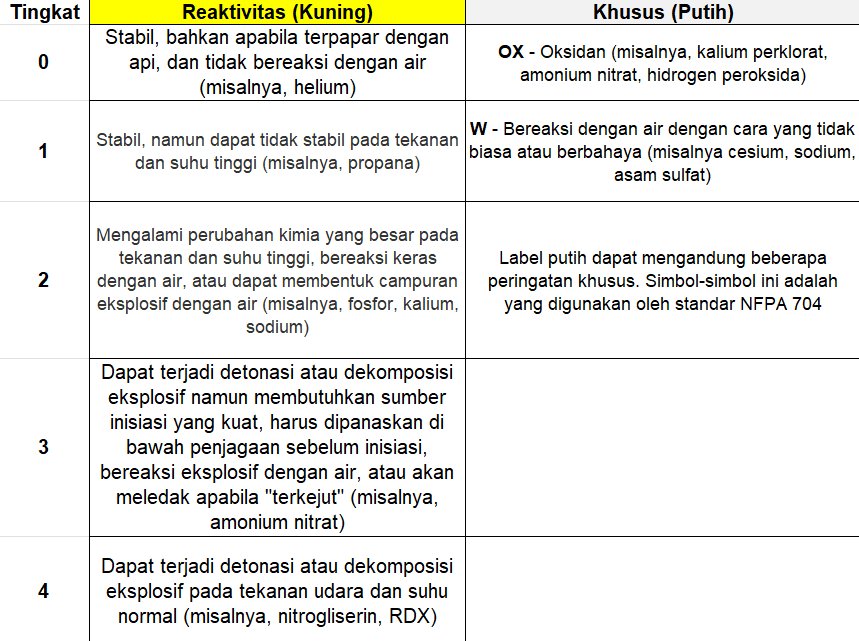 Tingkat Reaktivitas (Kuning) Khusus (Putih)
0
Stabil, bahkan apabila terpapar dengan
api, dan tidak bereaksi dengan air
(misalnya, helium)
OX - Oksidan (misalnya, kalium perklorat,
amonium nitrat, hidrogen peroksida)
1
Stabil, namun dapat tidak stabil pada tekanan
dan suhu tinggi (misalnya, propana)
W - Bereaksi dengan air dengan cara yang tidak
biasa atau berbahaya (misalnya cesium, sodium,
asam sulfat)
2
Mengalami perubahan kimia yang besar pada
tekanan dan suhu tinggi, bereaksi keras
dengan air, atau dapat membentuk campuran
eksplosif dengan air (misalnya, fosfor, kalium,
sodium)
Label putih dapat mengandung beberapa
peringatan khusus. Simbol-simbol ini adalah
yang digunakan oleh standar NFPA 704
3
Dapat terjadi detonasi atau dekomposisi
eksplosif namun membutuhkan sumber
inisiasi yang kuat, harus dipanaskan di
bawah penjagaan sebelum inisiasi,
bereaksi eksplosif dengan air, atau akan
meledak apabila "terkejut" (misalnya,
amonium nitrat)
4
Dapat terjadi detonasi atau dekomposisi
eksplosif pada tekanan udara dan suhu
normal (misalnya, nitrogliserin, RDX)